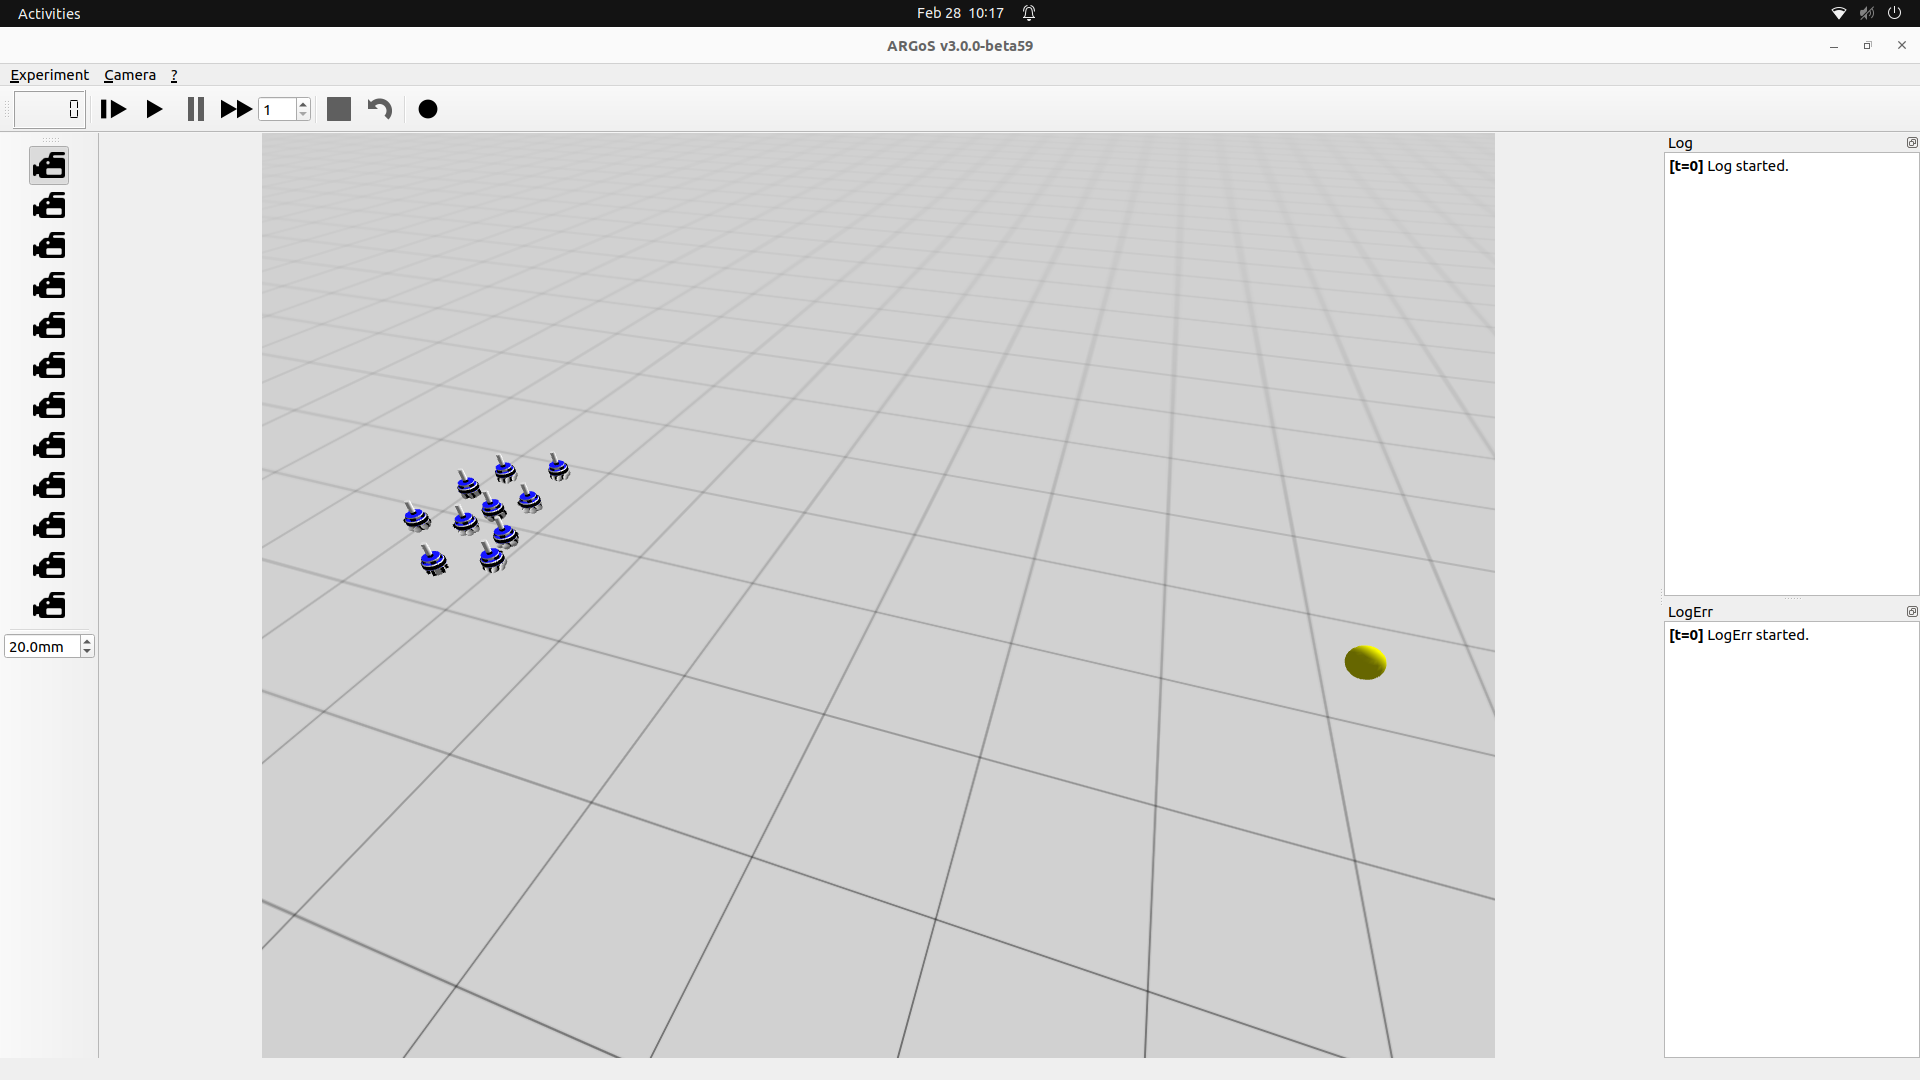 Activities
Feb 28 10:17
ARGoS v3.0.0-beta59
Experiment Camera ?
0
1
20.0mm
Log
[t=0] Log started.
LogErr
[t=0] LogErr started.